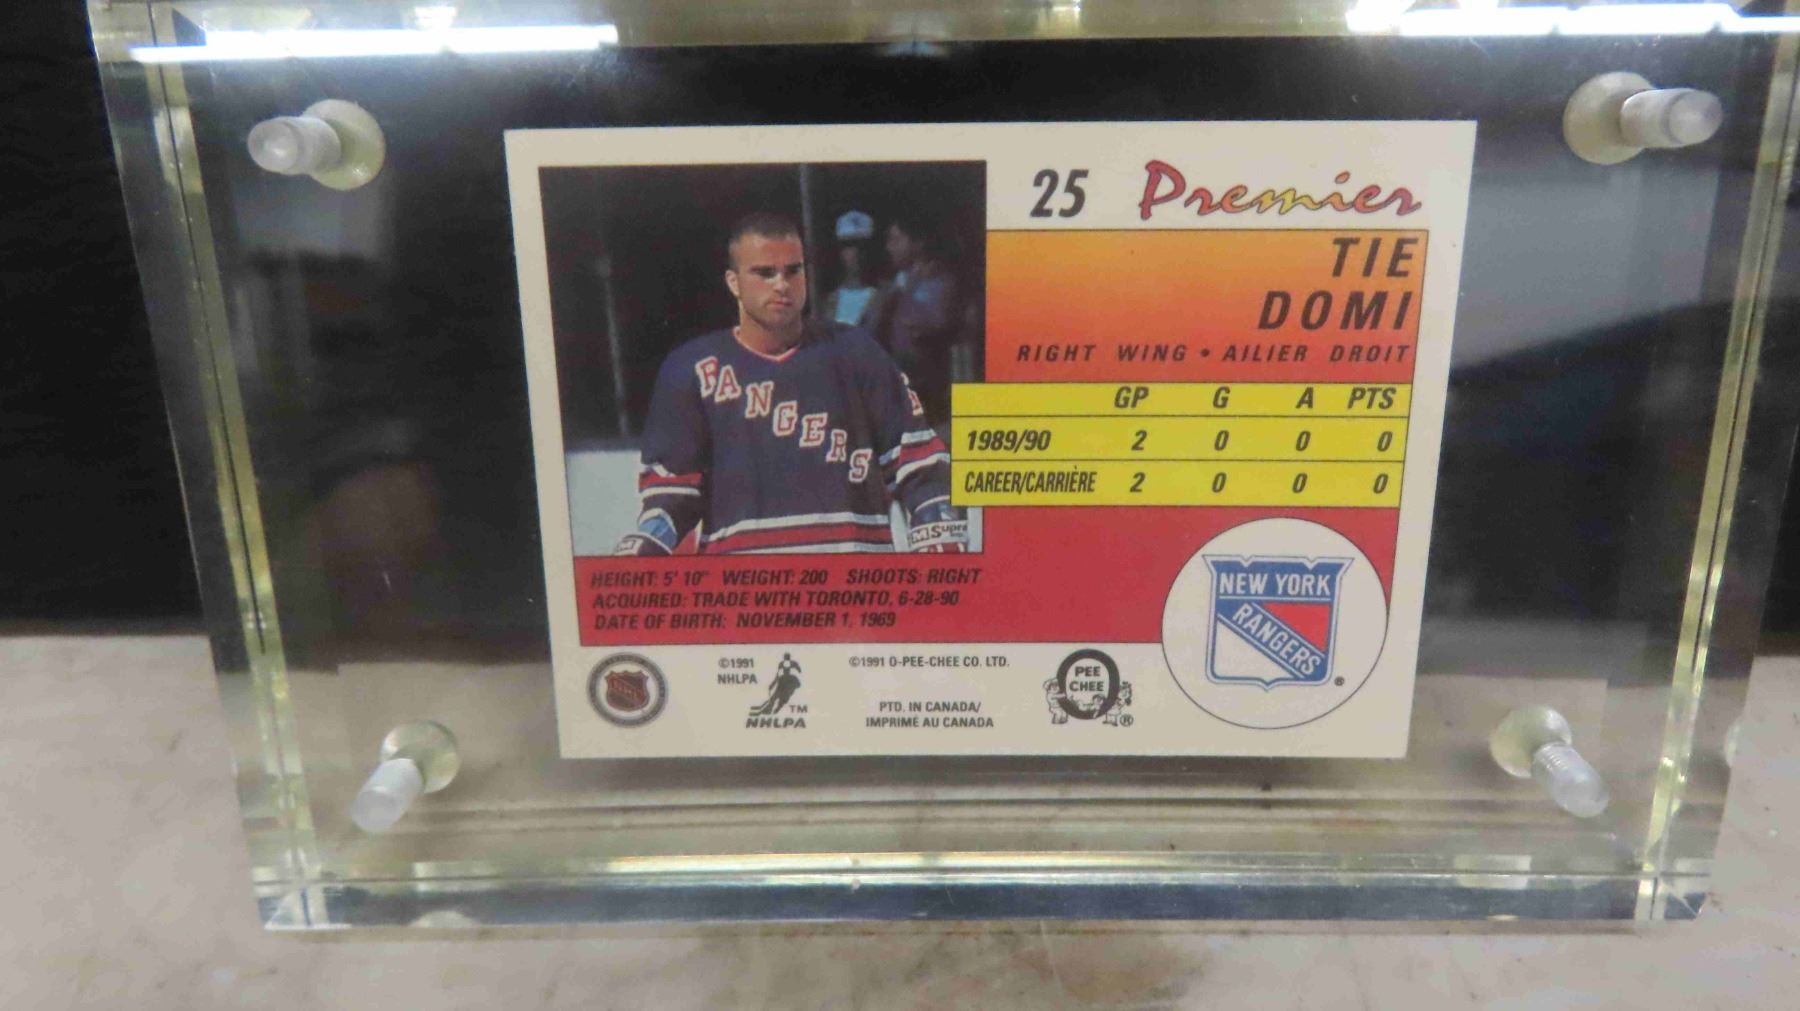 25 Premier
TIE
DOMI
RIGHT WING • AILIER DROIT
GP G A PTS
1989/90 2 0 0 0
CAREER/CARRIÈRE 2 0 0 0
RANGERS
M Supra
HEIGHT: 5' 10" WEIGHT: 200 SHOOTS: RIGHT
ACQUIRED: TRADE WITH TORONTO, 6-28-90
DATE OF BIRTH: NOVEMBER 1, 1969
NEW YORK
RANGERS
®
©1991
NHLPA
TM
NHLPA
©1991 O-PEE-CHEE CO. LTD.
PTD. IN CANADA/
IMPRIMÉ AU CANADA
O
PEE
CHEE
®